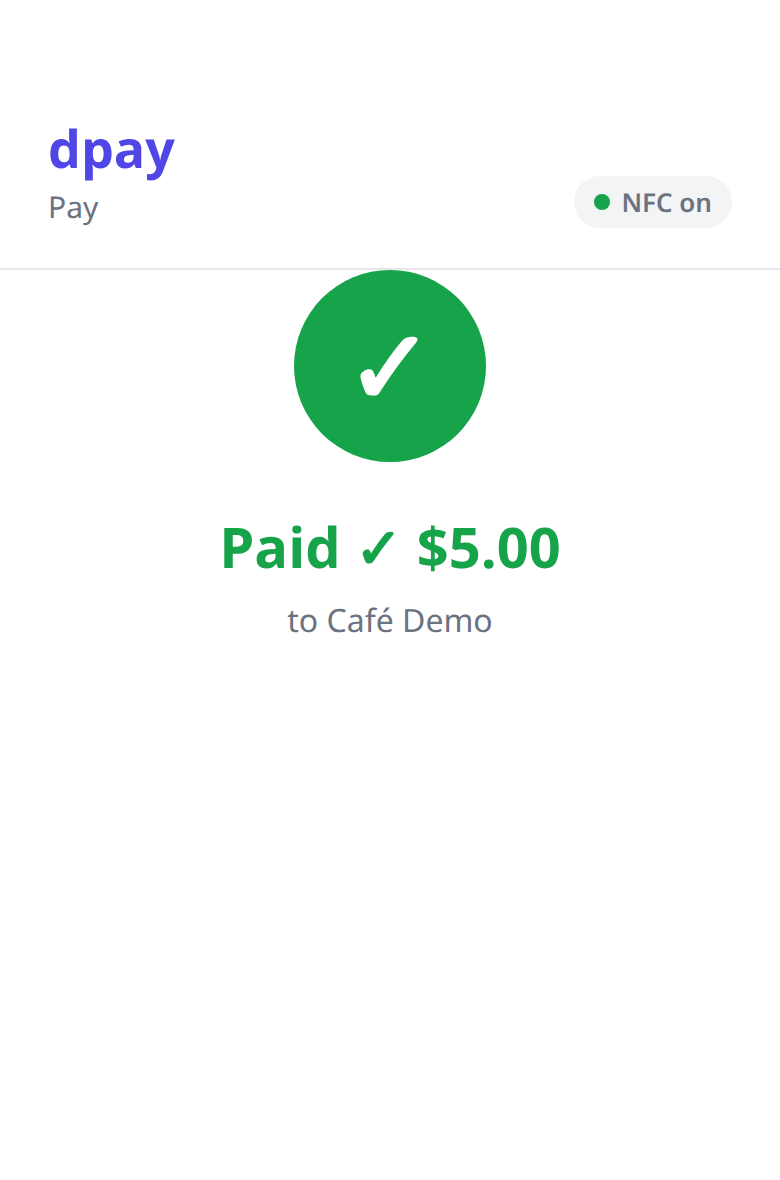 dpay
Pay
NFC on
✓
Paid ✓ $5.00
to Café Demo